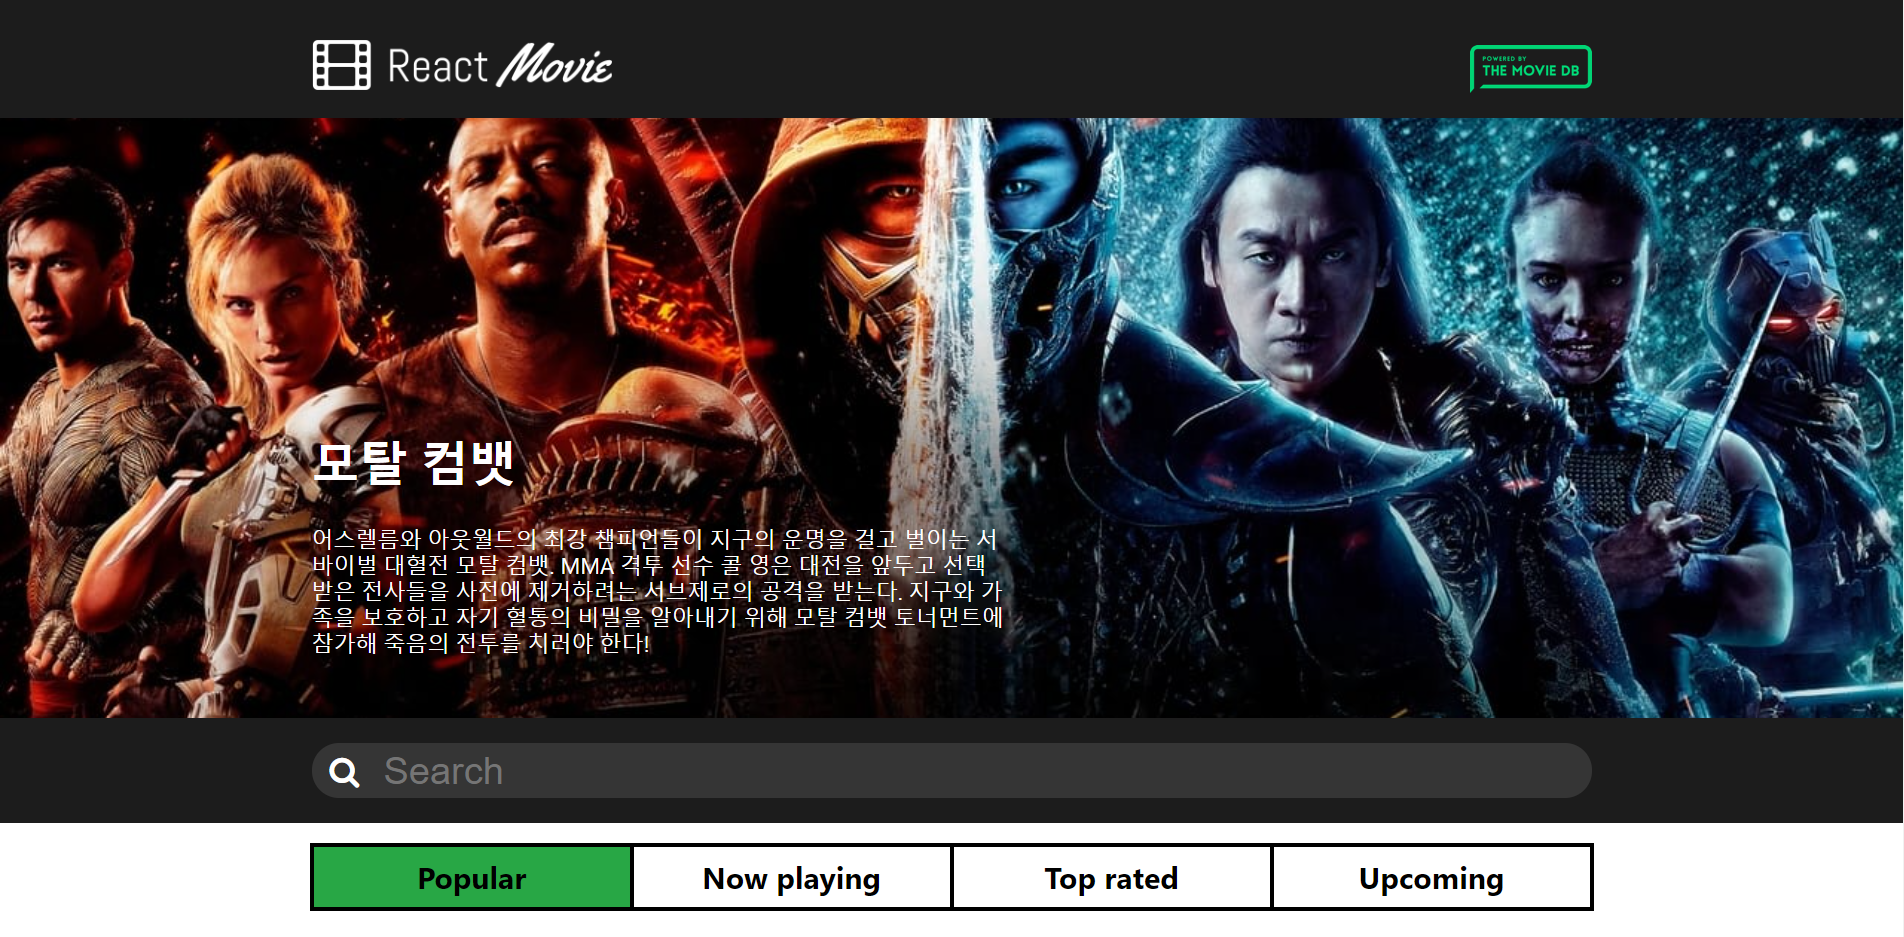 React Movie
POWERED BY
THE MOVIE DB
모탈 컴뱃
어스렐름와 아웃월드의 최강 챔피언들이 지구의 운명을 걸고 벌이는 서
바이벌 대혈전 모탈 컴뱃. MMA 격투 선수 콜 영은 대전을 앞두고 선택
받은 전사들을 사전에 제거하려는 서브제로의 공격을 받는다. 지구와 가
족을 보호하고 자기 혈통의 비밀을 알아내기 위해 모탈 컴뱃 토너먼트에
참가해 죽음의 전투를 치러야 한다!
Search
Popular
Now playing
Top rated
Upcoming